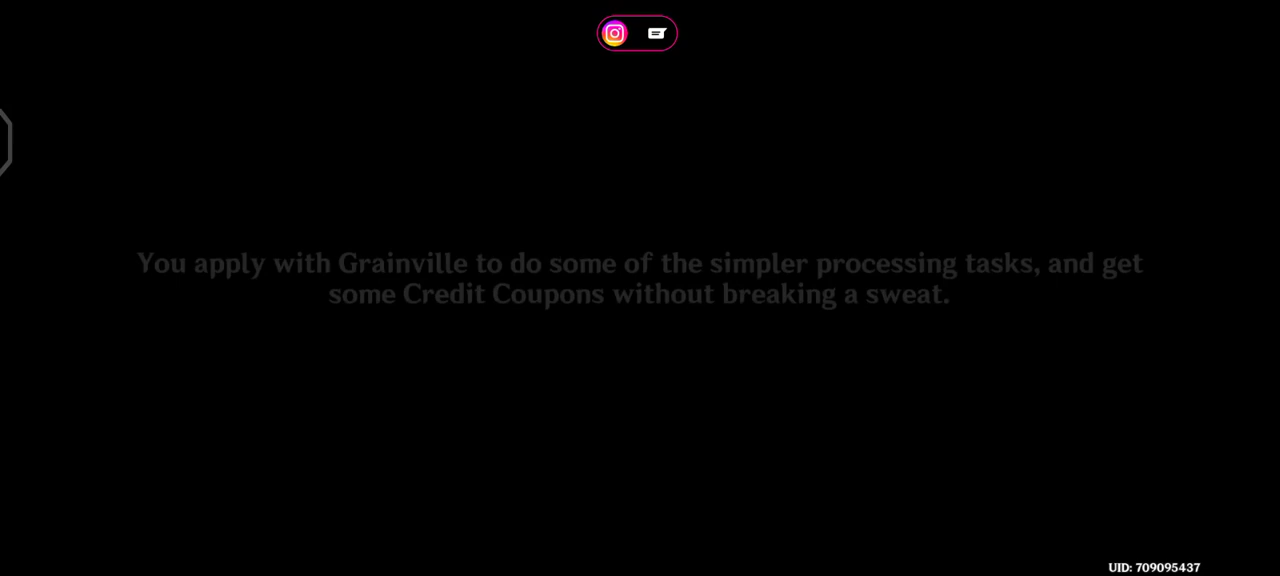 You apply with Grainville to do some of the simpler processing tasks, and get
some Credit Coupons without breaking a sweat.
UID: 709095437